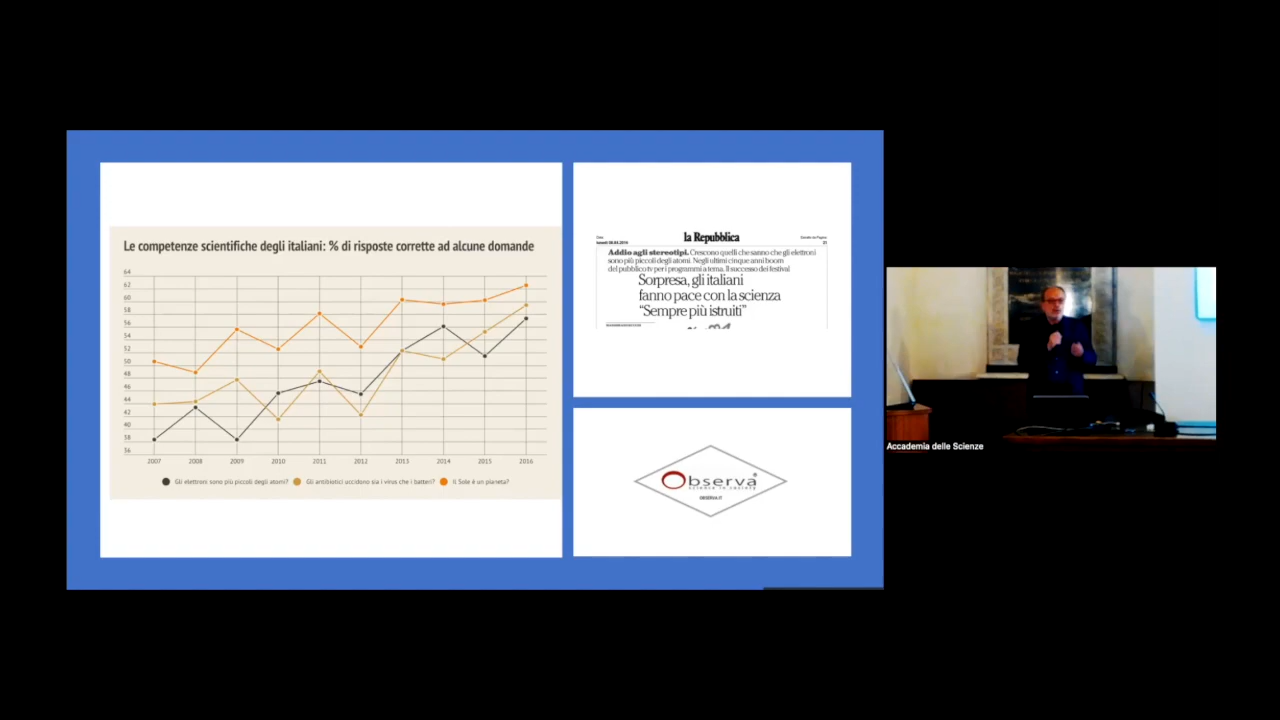 Le competenze scientifiche degli italiani: % di risposte corrette ad alcune domande
64
62
60
58
56
54
52
50
48
46
44
42
40
38
36
2007 2008 2009 2010 2011 2012 2013 2014 2015 2016
Gli elettroni sono più piccoli degli atomi? Gli antibiotici uccidono sia i virus che i batteri? Il Sole è un pianeta?
la Repubblica
Addio agli stereotipi. Crescono quelli che sanno che gli elettroni
sono più piccoli degli atomi. Negli ultimi cinque anni boom
del pubblico tv per i programmi a tema. Il successo dei festival
Sorpresa, gli italiani
fanno pace con la scienza
“Sempre più istruiti”
Observa
science in society
OBSERVA.IT
Accademia delle Scienze